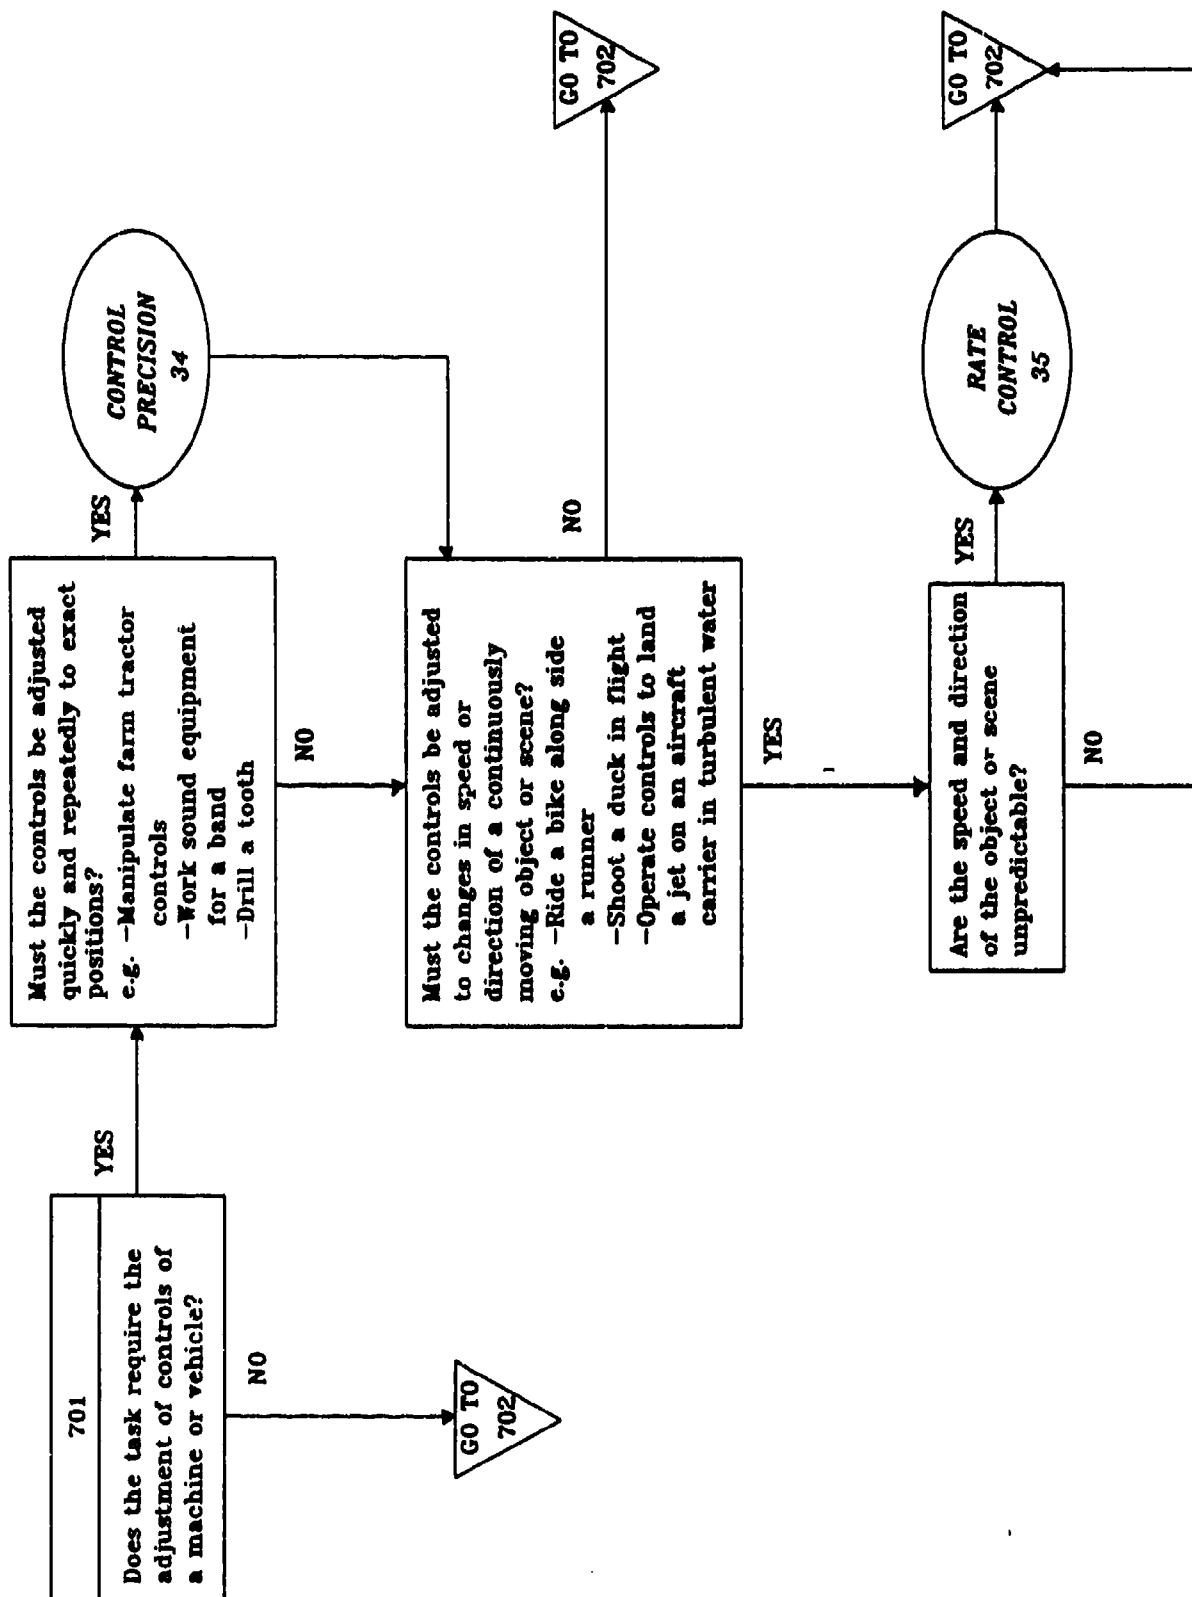 701
Does the task require the
adjustment of controls of
a machine or vehicle?
YES
NO
GO TO
702
Must the controls be adjusted
quickly and repeatedly to exact
positions?
e.g. -Manipulate farm tractor
controls
-Work sound equipment
for a band
-Drill a tooth
YES
NO
CONTROL
PRECISION
34
Must the controls be adjusted
to changes in speed or
direction of a continuously
moving object or scene?
e.g. -Ride a bike along side
a runner
-Shoot a duck in flight
-Operate controls to land
a jet on an aircraft
carrier in turbulent water
NO
GO TO
702
YES
Are the speed and direction
of the object or scene
unpredictable?
YES
NO
RATE
CONTROL
35
GO TO
702